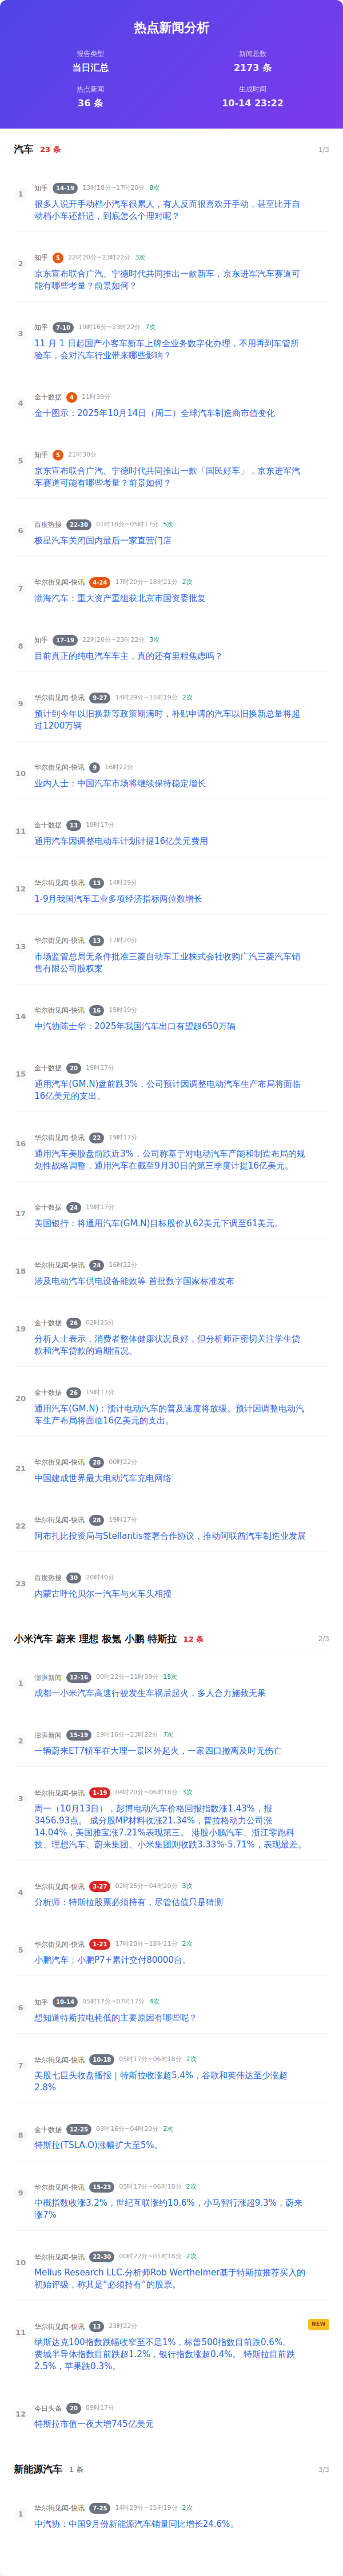 热点新闻分析
报告类型
新闻总数
当日汇总
2173 条
热点新闻
生成时间
36 条
10-14 23:22
汽车 23 条 1/3
1 知乎 14-19 13时18分~17时20分 8次
很多人说开手动档小汽车很累人，有人反而很喜欢开手动，甚至比开自
动档小车还舒适，到底怎么个理对呢？
2 知乎 5 22时20分~23时22分 3次
京东宣布联合广汽、宁德时代共同推出一款新车，京东进军汽车赛道可
能有哪些考量？前景如何？
3 知乎 7-10 19时16分~23时22分 7次
11 月 1 日起国产小客车新车上牌全业务数字化办理，不用再到车管所
验车，会对汽车行业带来哪些影响？
4 金十数据 4 11时39分
金十图示：2025年10月14日（周二）全球汽车制造商市值变化
5 知乎 5 21时30分
京东宣布联合广汽、宁德时代共同推出一款「国民好车」，京东进军汽
车赛道可能有哪些考量？前景如何？
6 百度热搜 22-30 01时18分~05时17分 5次
极星汽车关闭国内最后一家直营门店
7 华尔街见闻-快讯 4-24 17时20分~18时21分 2次
渤海汽车：重大资产重组获北京市国资委批复
8 知乎 17-19 22时20分~23时22分 3次
目前真正的纯电汽车车主，真的还有里程焦虑吗？
9 华尔街见闻-快讯 9-27 14时29分~15时19分 2次
预计到今年以旧换新等政策期满时，补贴申请的汽车以旧换新总量将超
过1200万辆
10 华尔街见闻-快讯 9 16时22分
业内人士：中国汽车市场将继续保持稳定增长
11 金十数据 13 19时17分
通用汽车因调整电动车计划计提16亿美元费用
12 华尔街见闻-快讯 13 14时29分
1-9月我国汽车工业多项经济指标两位数增长
13 华尔街见闻-快讯 13 17时20分
市场监管总局无条件批准三菱自动车工业株式会社收购广汽三菱汽车销
售有限公司股权案
14 华尔街见闻-快讯 16 15时19分
中汽协陈士华：2025年我国汽车出口有望超650万辆
15 金十数据 20 19时17分
通用汽车(GM.N)盘前跌3%，公司预计因调整电动汽车生产布局将面临
16亿美元的支出。
16 华尔街见闻-快讯 22 19时17分
通用汽车美股盘前跌近3%，公司称基于对电动汽车产能和制造布局的规
划性战略调整，通用汽车在截至9月30日的第三季度计提16亿美元。
17 金十数据 24 19时17分
美国银行：将通用汽车(GM.N)目标股价从62美元下调至61美元。
18 华尔街见闻-快讯 24 16时22分
涉及电动汽车供电设备能效等 首批数字国家标准发布
19 金十数据 26 02时25分
分析人士表示，消费者整体健康状况良好，但分析师正密切关注学生贷
款和汽车贷款的逾期情况。
20 金十数据 26 19时17分
通用汽车(GM.N)：预计电动汽车的普及速度将放缓。预计因调整电动汽
车生产布局将面临16亿美元的支出。
21 华尔街见闻-快讯 28 00时22分
中国建成世界最大电动汽车充电网络
22 华尔街见闻-快讯 28 19时17分
阿布扎比投资局与Stellantis签署合作协议，推动阿联酋汽车制造业发展
23 百度热搜 30 20时40分
内蒙古呼伦贝尔一汽车与火车头相撞
小米汽车 蔚来 理想 极氪 小鹏 特斯拉 12 条 2/3
1 澎湃新闻 12-16 00时22分~11时39分 15次
成都一小米汽车高速行驶发生车祸后起火，多人合力施救无果
2 澎湃新闻 15-19 19时16分~23时22分 7次
一辆蔚来ET7轿车在大理一景区外起火，一家四口撤离及时无伤亡
3 华尔街见闻-快讯 1-19 04时20分~06时18分 3次
周一（10月13日），彭博电动汽车价格回报指数涨1.43%，报
3456.93点。 成分股MP材料收涨21.34%，普拉格动力公司涨
14.04%，美国雅宝涨7.21%表现第三。 港股小鹏汽车、浙江零跑科
技、理想汽车、蔚来集团、小米集团则收跌3.33%-5.71%，表现最差。
4 华尔街见闻-快讯 3-27 02时25分~04时20分 3次
分析师：特斯拉股票必须持有，尽管估值只是猜测
5 华尔街见闻-快讯 1-21 17时20分~18时21分 2次
小鹏汽车：小鹏P7+累计交付80000台。
6 知乎 10-14 05时17分~07时17分 4次
想知道特斯拉电耗低的主要原因有哪些呢？
7 华尔街见闻-快讯 10-18 05时17分~06时18分 2次
美股七巨头收盘播报｜特斯拉收涨超5.4%，谷歌和英伟达至少涨超
2.8%
8 金十数据 12-25 03时16分~04时20分 2次
特斯拉(TSLA.O)涨幅扩大至5%。
9 华尔街见闻-快讯 15-23 05时17分~06时18分 2次
中概指数收涨3.2%，世纪互联涨约10.6%，小马智行涨超9.3%，蔚来
涨7%
10 华尔街见闻-快讯 22-30 00时22分~01时18分 2次
Melius Research LLC.分析师Rob Wertheimer基于特斯拉推荐买入的
初始评级，称其是“必须持有”的股票。
11 华尔街见闻-快讯 13 23时22分 NEW
纳斯达克100指数跌幅收窄至不足1%，标普500指数目前跌0.6%。
费城半导体指数目前跌超1.2%，银行指数涨超0.4%。 特斯拉目前跌
2.5%，苹果跌0.3%。
12 今日头条 20 09时17分
特斯拉市值一夜大增745亿美元
新能源汽车 1 条 3/3
1 华尔街见闻-快讯 7-25 14时29分~15时19分 2次
中汽协：中国9月份新能源汽车销量同比增长24.6%。